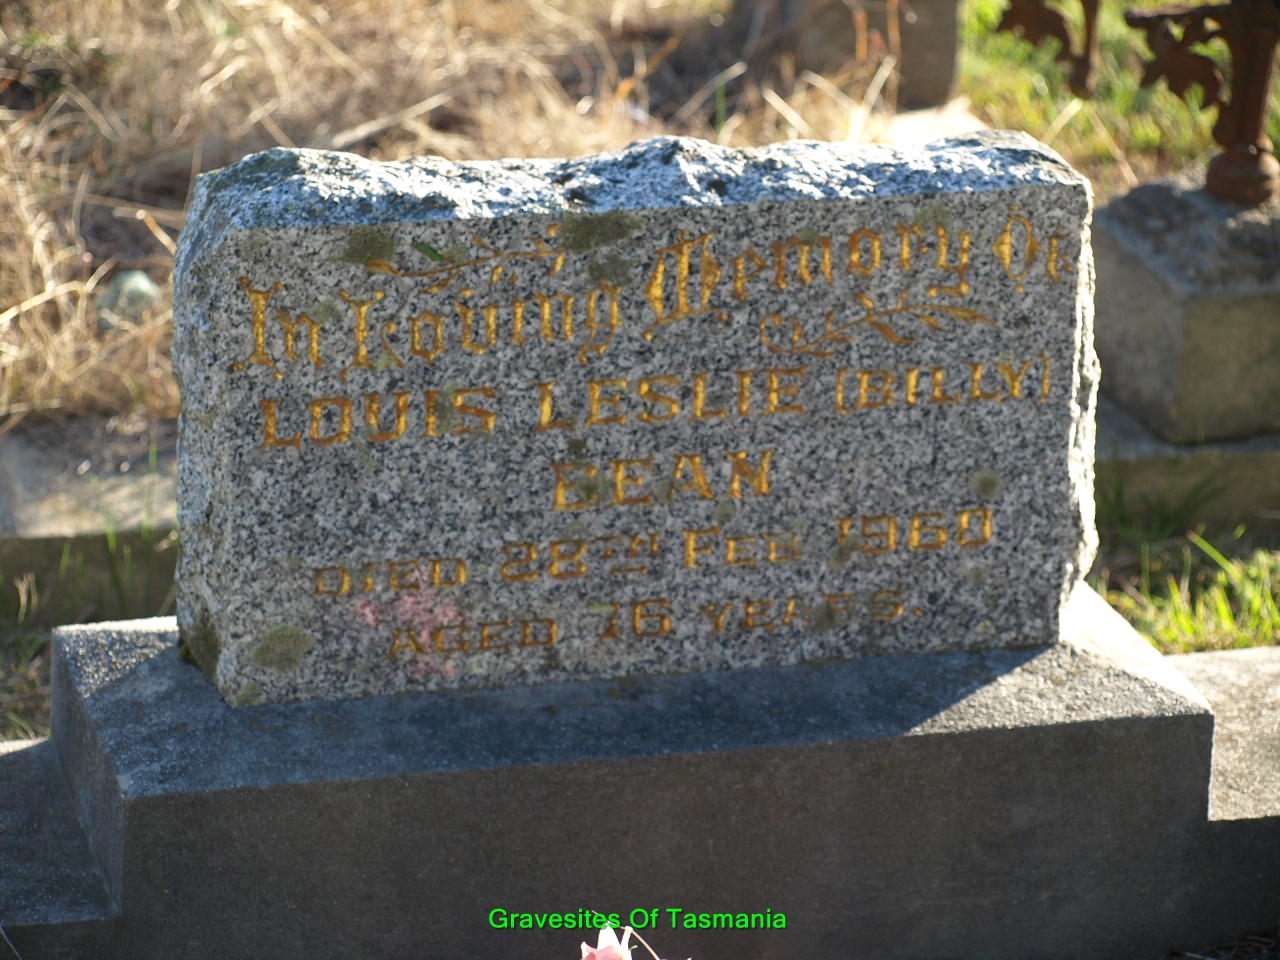 In Loving Memory Of
LOUIS LESLIE (BILLY)
BEAN
DIED 28TH FEB 1960
AGED 76 YEARS.
Gravesites Of Tasmania